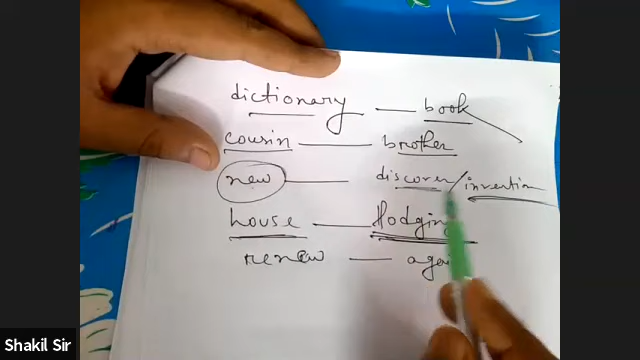 dictionary — book
cousin — brother
new — discover/invention
house — lodging
renew — again
Shakil Sir